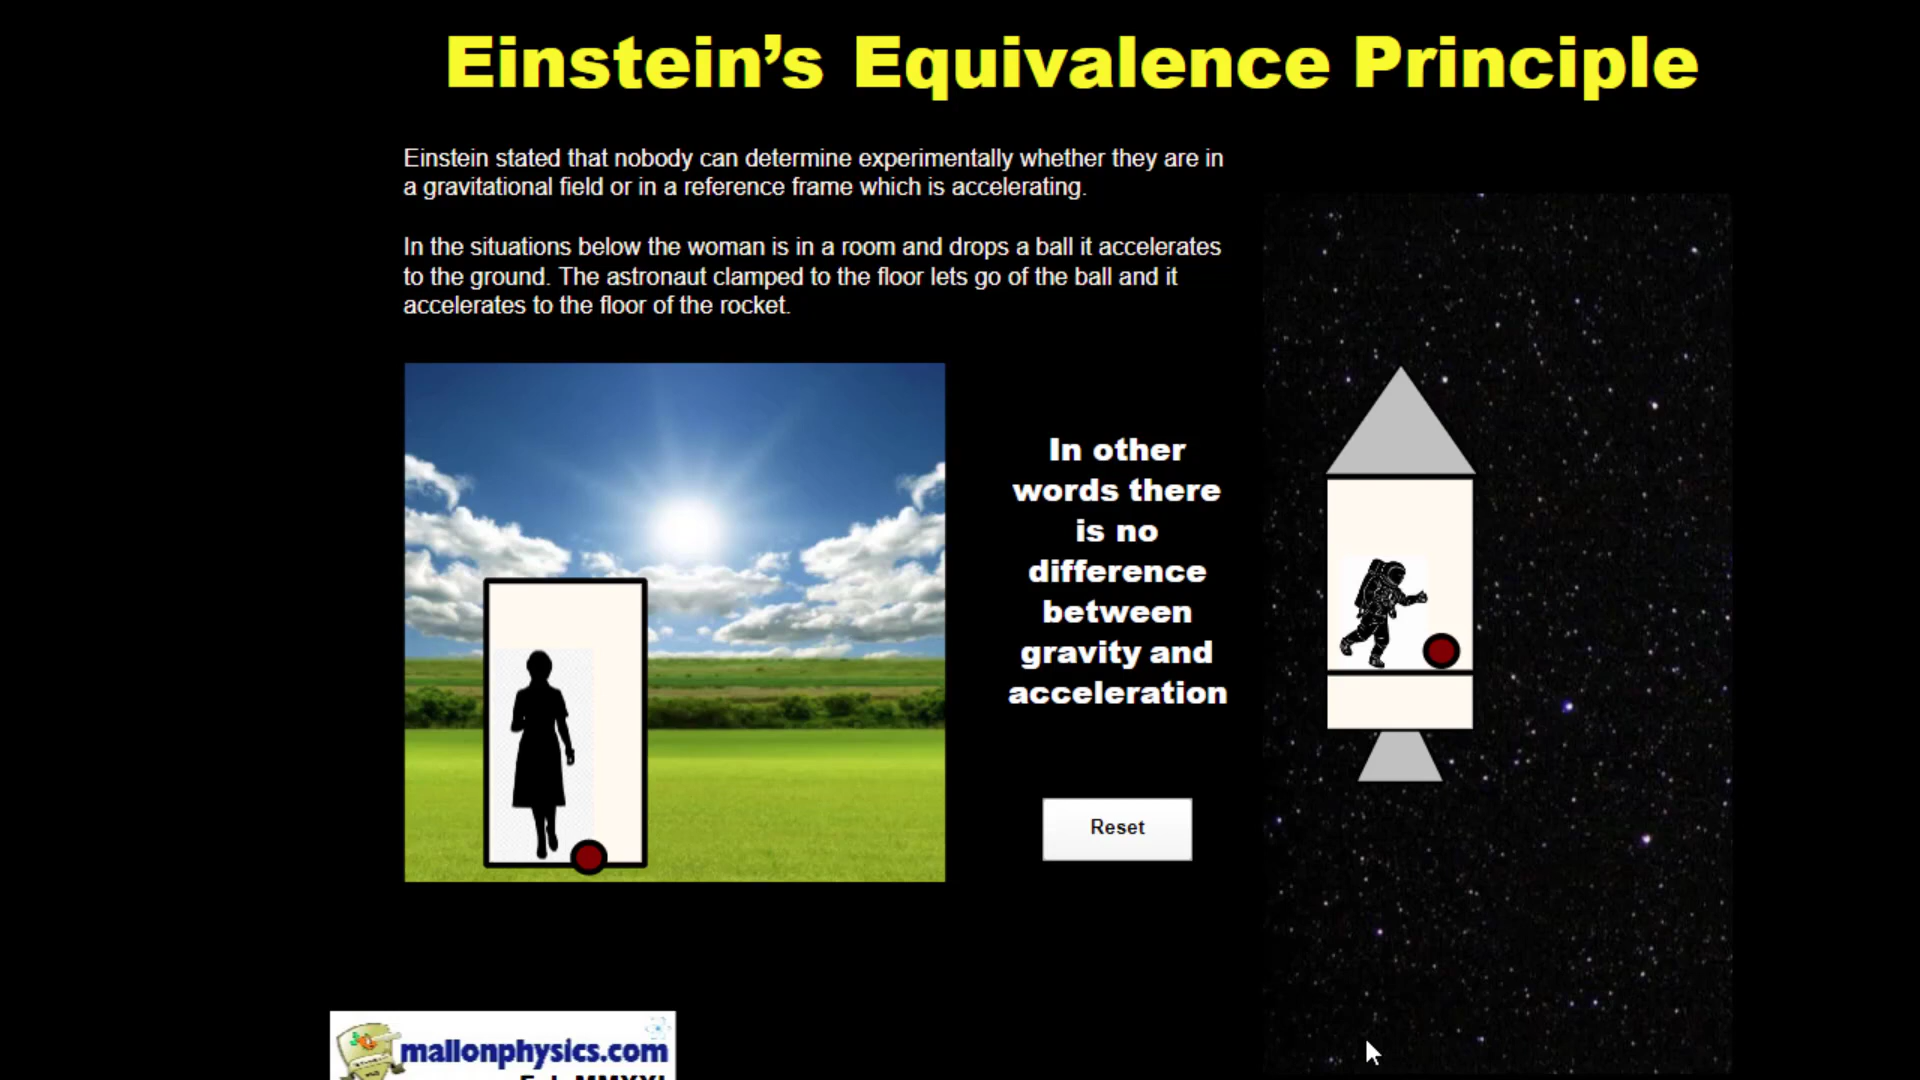 Einstein’s Equivalence Principle
Einstein stated that nobody can determine experimentally whether they are in
a gravitational field or in a reference frame which is accelerating.
In the situations below the woman is in a room and drops a ball it accelerates
to the ground. The astronaut clamped to the floor lets go of the ball and it
accelerates to the floor of the rocket.
In other
words there
is no
difference
between
gravity and
acceleration
Reset
mallonphysics.com